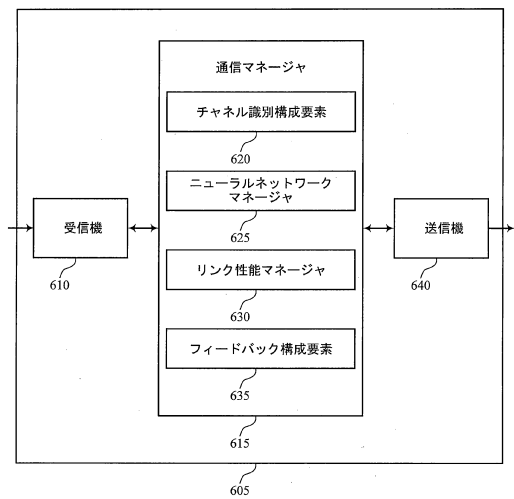 通信マネージャ
チャネル識別構成要素
620
ニューラルネットワーク
マネージャ
625
受信機
610
送信機
640
リンク性能マネージャ
630
フィードバック構成要素
635
615
605